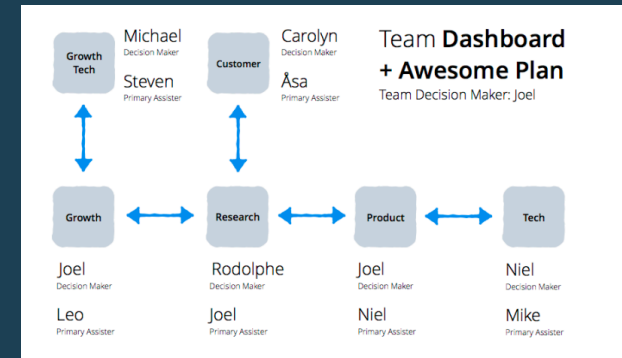 Growth
Tech
Michael
Decision Maker
Steven
Primary Assister
Customer
Carolyn
Decision Maker
Åsa
Primary Assister
Team Dashboard
+ Awesome Plan
Team Decision Maker: Joel
Growth
Research
Product
Tech
Joel
Decision Maker
Leo
Primary Assister
Rodolphe
Decision Maker
Joel
Primary Assister
Joel
Decision Maker
Niel
Primary Assister
Niel
Decision Maker
Mike
Primary Assister